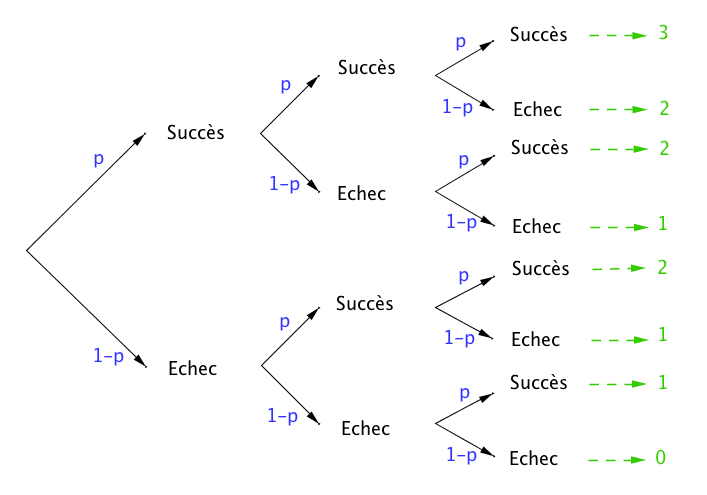 p Succès 3
p Succès
p 1-p Echec 2
p Succès p Succès 2
1-p Echec
1-p Echec 1
p Succès 2
p Succès
1-p 1-p Echec 1
Echec p Succès 1
1-p Echec
1-p Echec 0